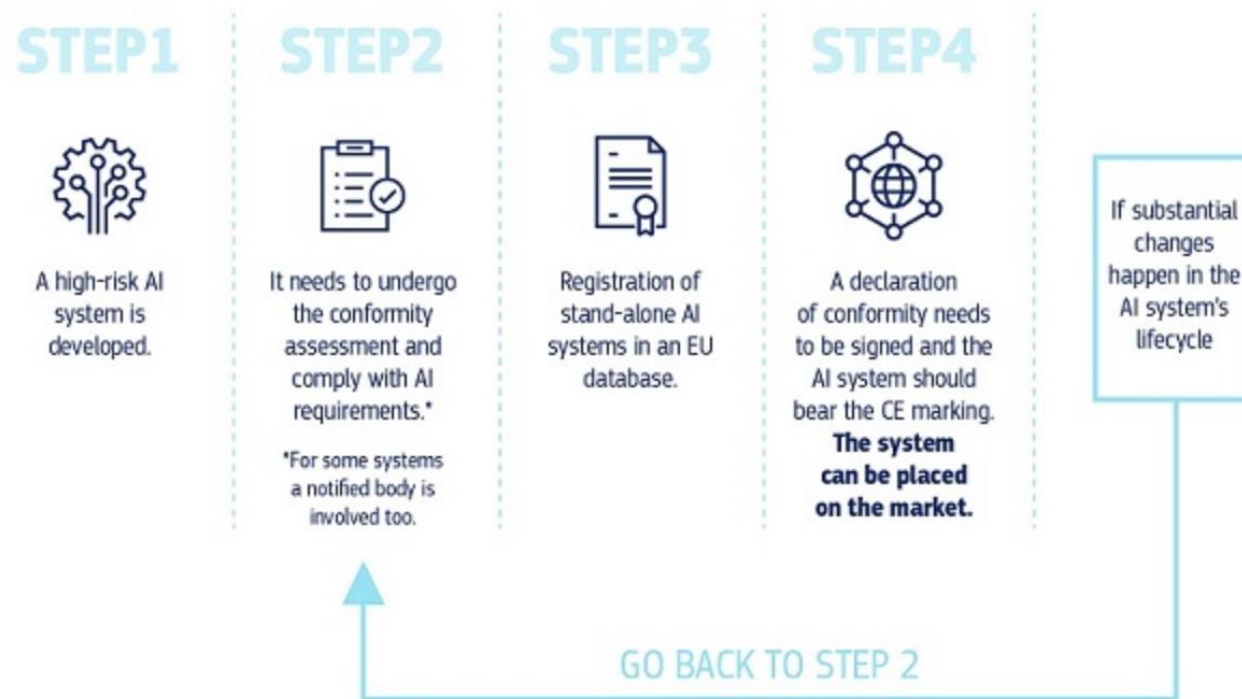 STEP1
A high-risk AI
system is
developed.
STEP2
It needs to undergo
the conformity
assessment and
comply with AI
requirements.*
*For some systems
a notified body is
involved too.
STEP3
Registration of
stand-alone AI
systems in an EU
database.
STEP4
A declaration
of conformity needs
to be signed and the
AI system should
bear the CE marking.
The system
can be placed
on the market.
If substantial
changes
happen in the
AI system's
lifecycle
GO BACK TO STEP 2